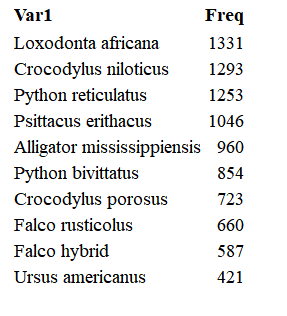 Var1 Freq
Loxodonta africana 1331
Crocodylus niloticus 1293
Python reticulatus 1253
Psittacus erithacus 1046
Alligator mississippiensis 960
Python bivittatus 854
Crocodylus porosus 723
Falco rusticolus 660
Falco hybrid 587
Ursus americanus 421